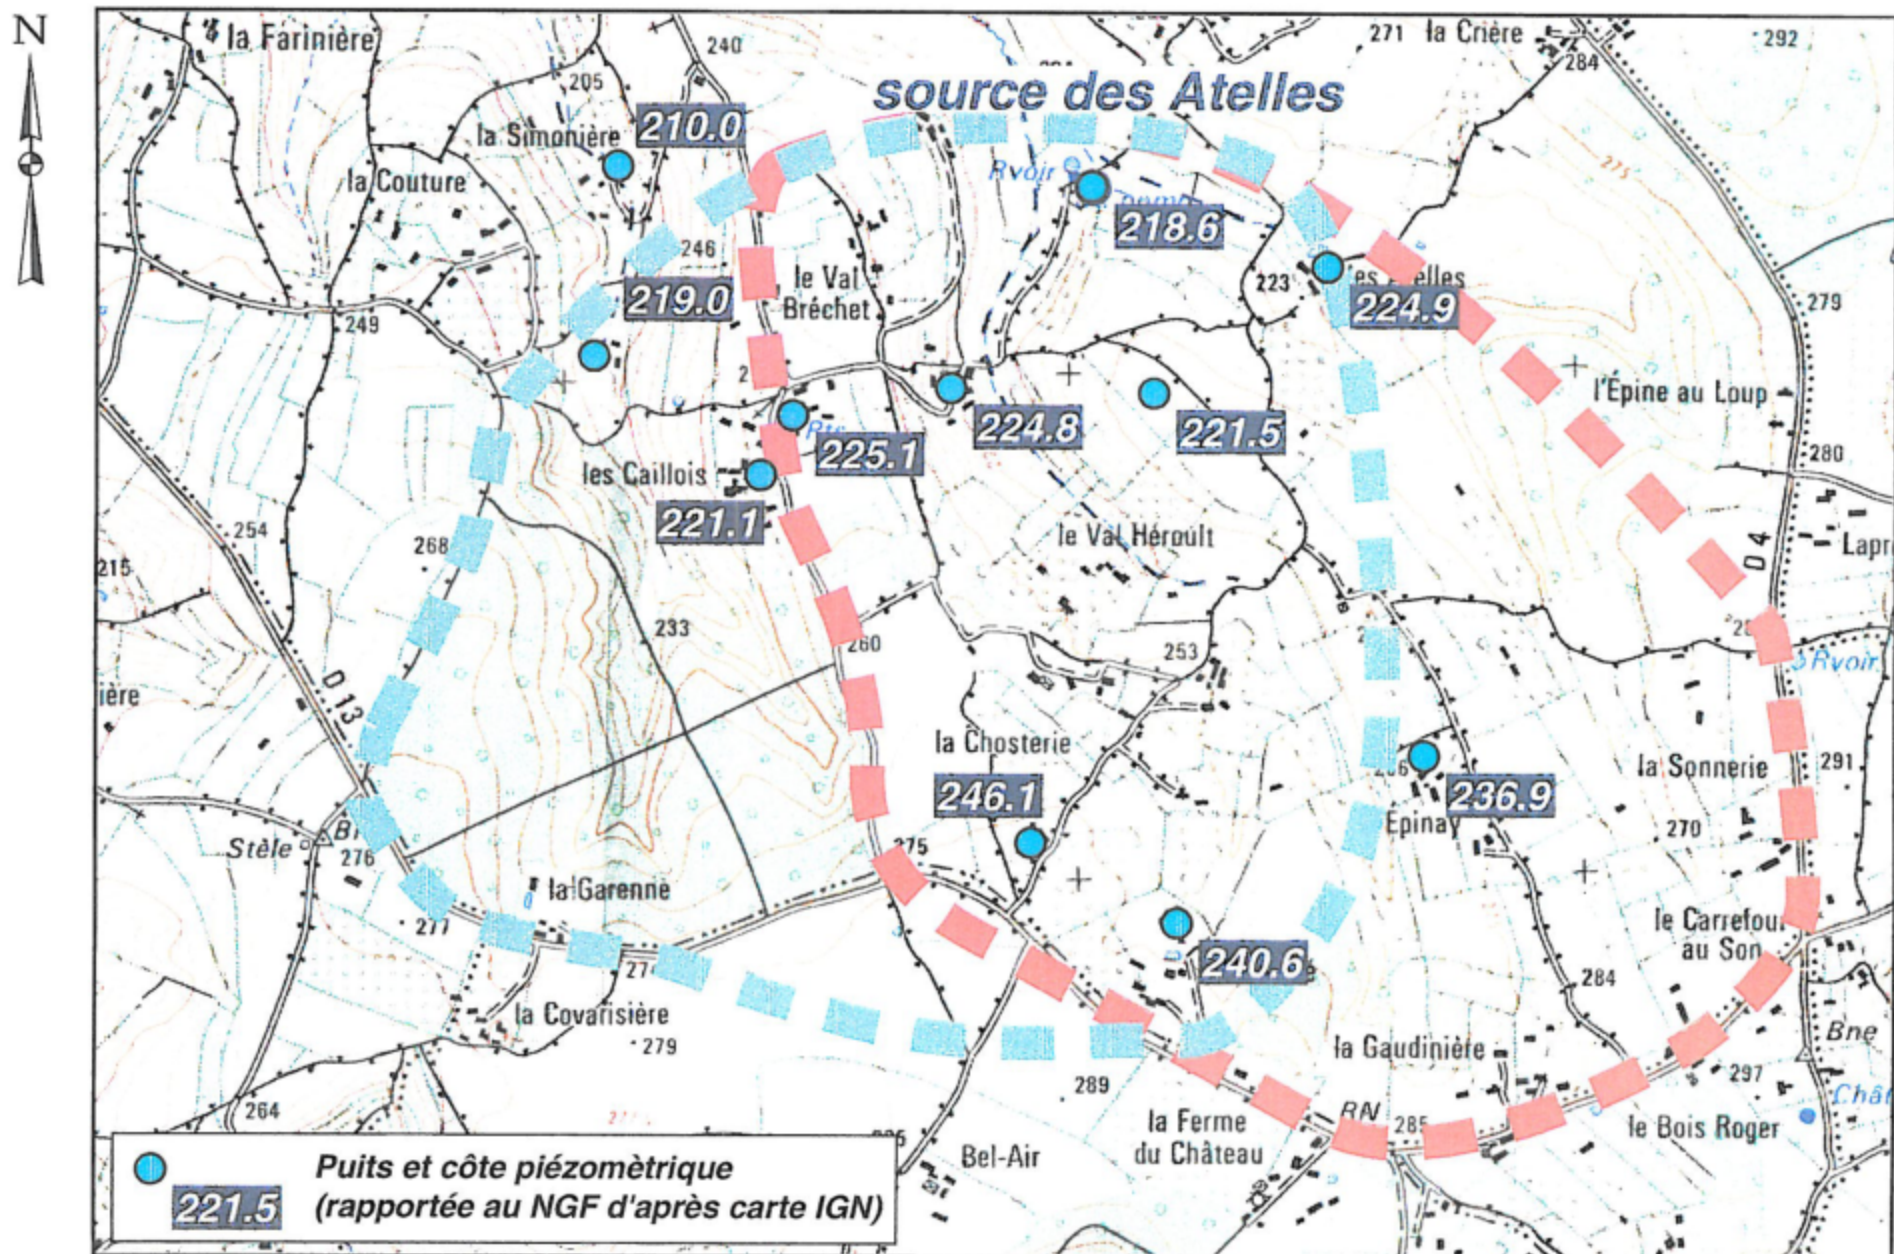 N
la Farinière
240
271
la Crière
292
284
205
source des Atelles
210.0
la Simonière
la Couture
Rvoir
275
218.6
246
le Val
Bréchet
223
les Atelles
219.0
224.9
279
249
l'Épine au Loup
224.8
221.5
225.1
280
les Caillois
221.1
254
268
le Val Héroult
D 4
215
233
260
253
Rvoir
ière
D 13
la Chosterie
la Sonnerie
291
246.1
236.9
Epinay
270
Stèle
276
275
la Garenne
277
le Carrefour
au Son
240.6
284
la Covarisière
279
la Gaudinière
Bne
289
297
264
RN
285
la Ferme
du Château
le Bois Roger
Bel-Air
Puits et côte piézomètrique
221.5
(rapportée au NGF d'après carte IGN)